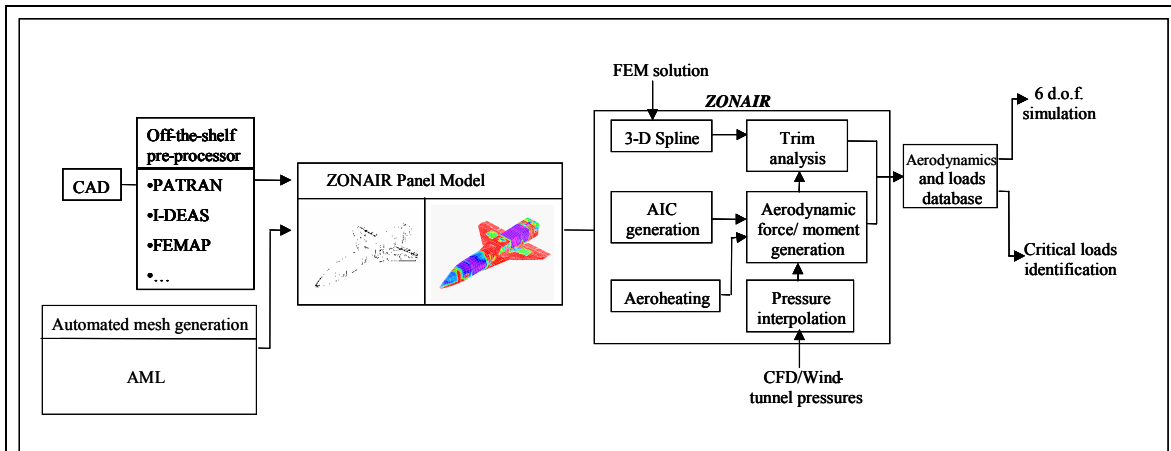 CAD
Off-the-shelf
pre-processor
•PATRAN
•I-DEAS
•FEMAP
•…
Automated mesh generation
AML
ZONAIR Panel Model
FEM solution
ZONAIR
3-D Spline
Trim
analysis
AIC
generation
Aerodynamic
force/ moment
generation
Aeroheating
Pressure
interpolation
CFD/Wind-
tunnel pressures
Aerodynamics
and loads
database
6 d.o.f.
simulation
Critical loads
identification